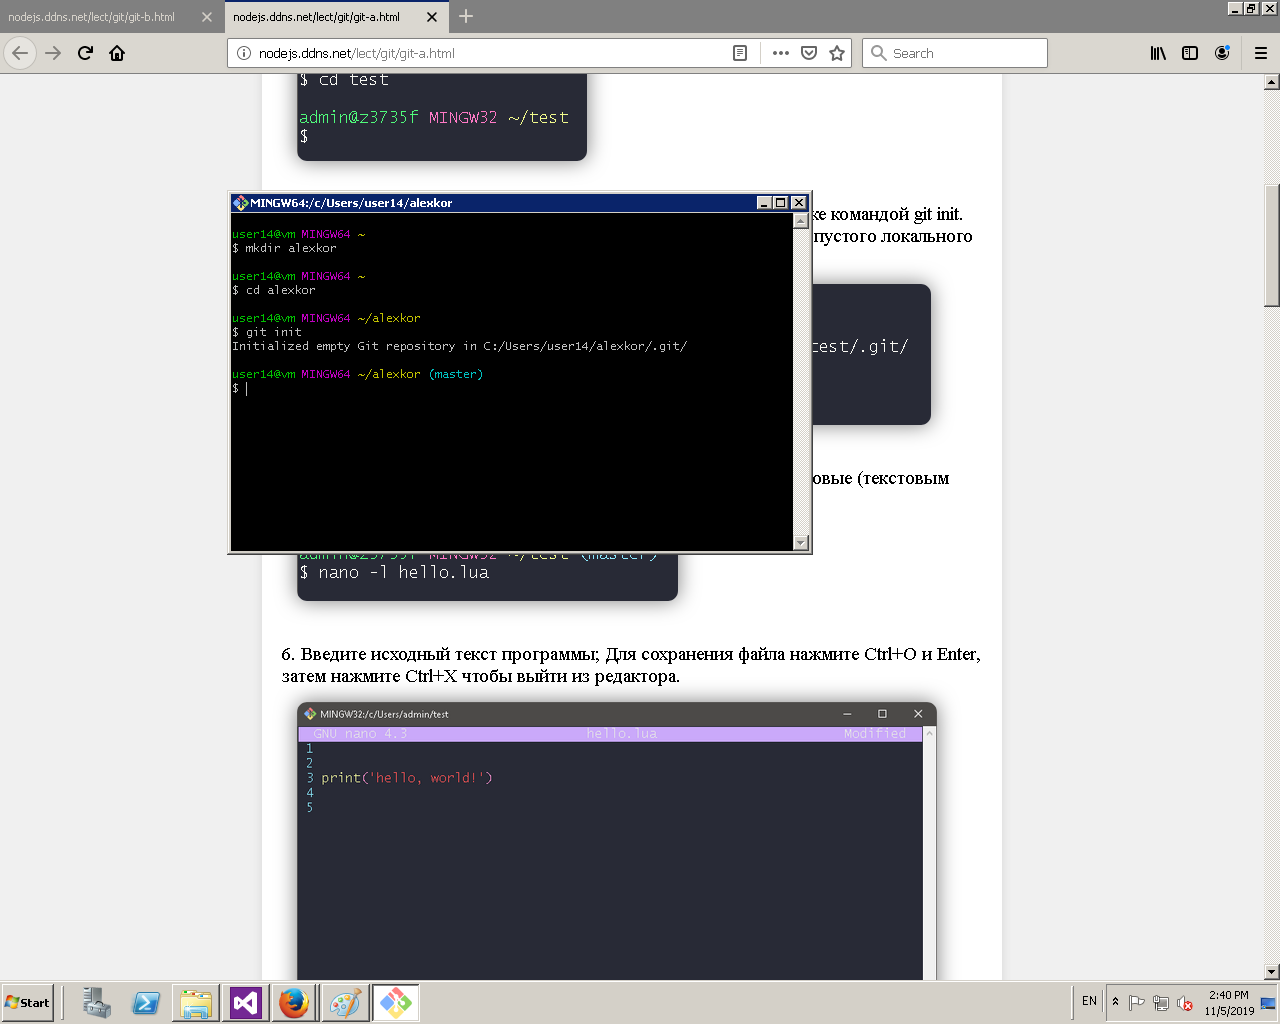 nodejs.ddns.net/lect/git/git-b.html
nodejs.ddns.net/lect/git/git-a.html
nodejs.ddns.net/lect/git/git-a.html
Search
$ cd test
admin@z3735f MINGW32 ~/test
$
MINGW64:/c/Users/user14/alexkor
user14@vm MINGW64 ~
$ mkdir alexkor
user14@vm MINGW64 ~
$ cd alexkor
user14@vm MINGW64 ~/alexkor
$ git init
Initialized empty Git repository in C:/Users/user14/alexkor/.git/
user14@vm MINGW64 ~/alexkor (master)
$
ке командой git init.
пустого локального
test/.git/
овые (текстовым
admin@z3735f MINGW32 ~/test (master)
$ nano -l hello.lua
6. Введите исходный текст программы; Для сохранения файла нажмите Ctrl+O и Enter,
затем нажмите Ctrl+X чтобы выйти из редактора.
MINGW32:/c/Users/admin/test
GNU nano 4.3 hello.lua Modified
1
2
3 print('hello, world!')
4
5
Start
EN
2:40 PM
11/5/2019